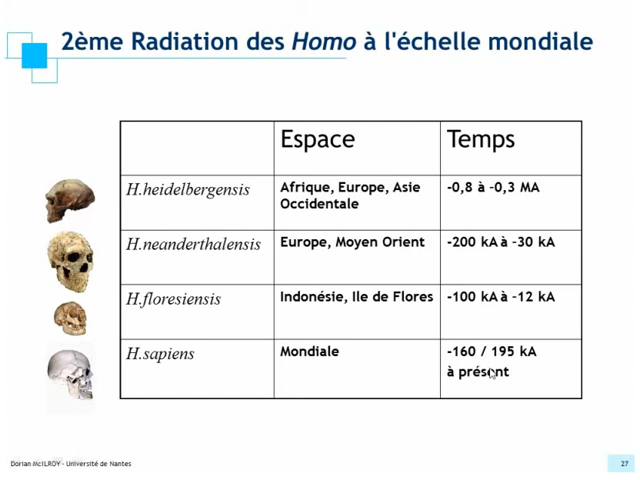 2ème Radiation des Homo à l'échelle mondiale
Espace Temps
H.heidelbergensis Afrique, Europe, Asie -0,8 à -0,3 MA
Occidentale
H.neanderthalensis Europe, Moyen Orient -200 kA à -30 kA
H.floresiensis Indonésie, Ile de Flores -100 kA à -12 kA
H.sapiens Mondiale -160 / 195 kA
à présent
Dorian McILROY - Université de Nantes 27